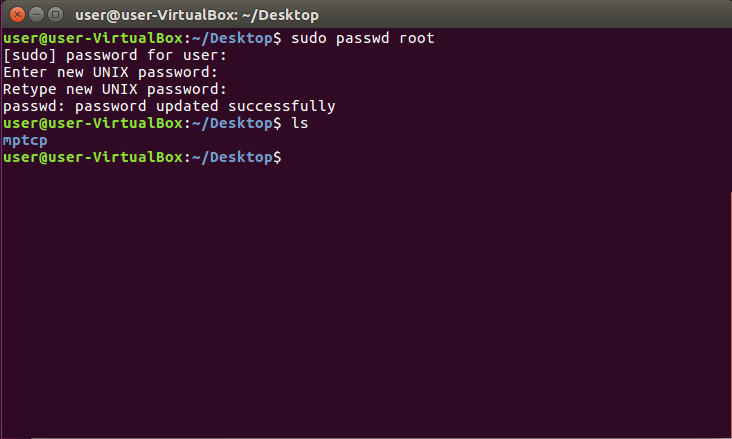 user@user-VirtualBox: ~/Desktop
user@user-VirtualBox:~/Desktop$ sudo passwd root
[sudo] password for user:
Enter new UNIX password:
Retype new UNIX password:
passwd: password updated successfully
user@user-VirtualBox:~/Desktop$ ls
mptcp
user@user-VirtualBox:~/Desktop$